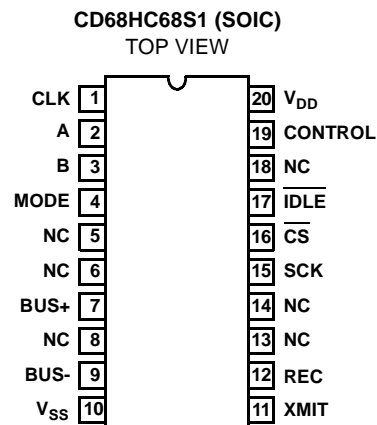 CD68HC68S1 (SOIC)
TOP VIEW
CLK 1 20 VDD
A 2 19 CONTROL
B 3 18 NC
MODE 4 17 IDLE
NC 5 16 CS
NC 6 15 SCK
BUS+ 7 14 NC
NC 8 13 NC
BUS- 9 12 REC
VSS 10 11 XMIT